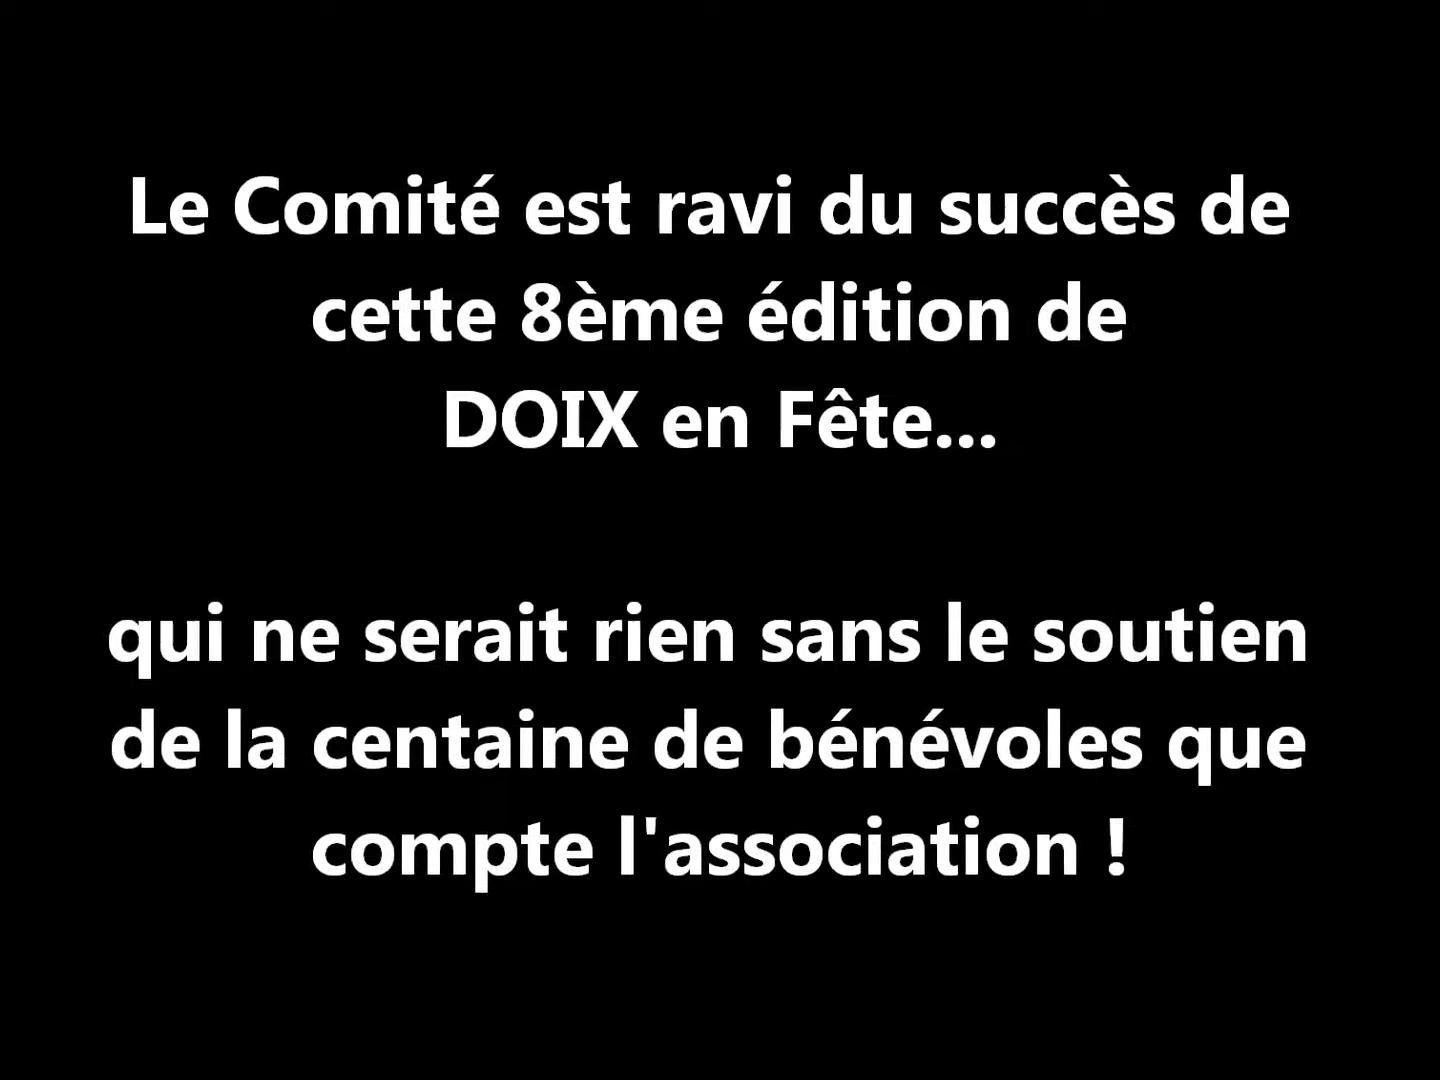 Le Comité est ravi du succès de
cette 8ème édition de
DOIX en Fête...
qui ne serait rien sans le soutien
de la centaine de bénévoles que
compte l'association !